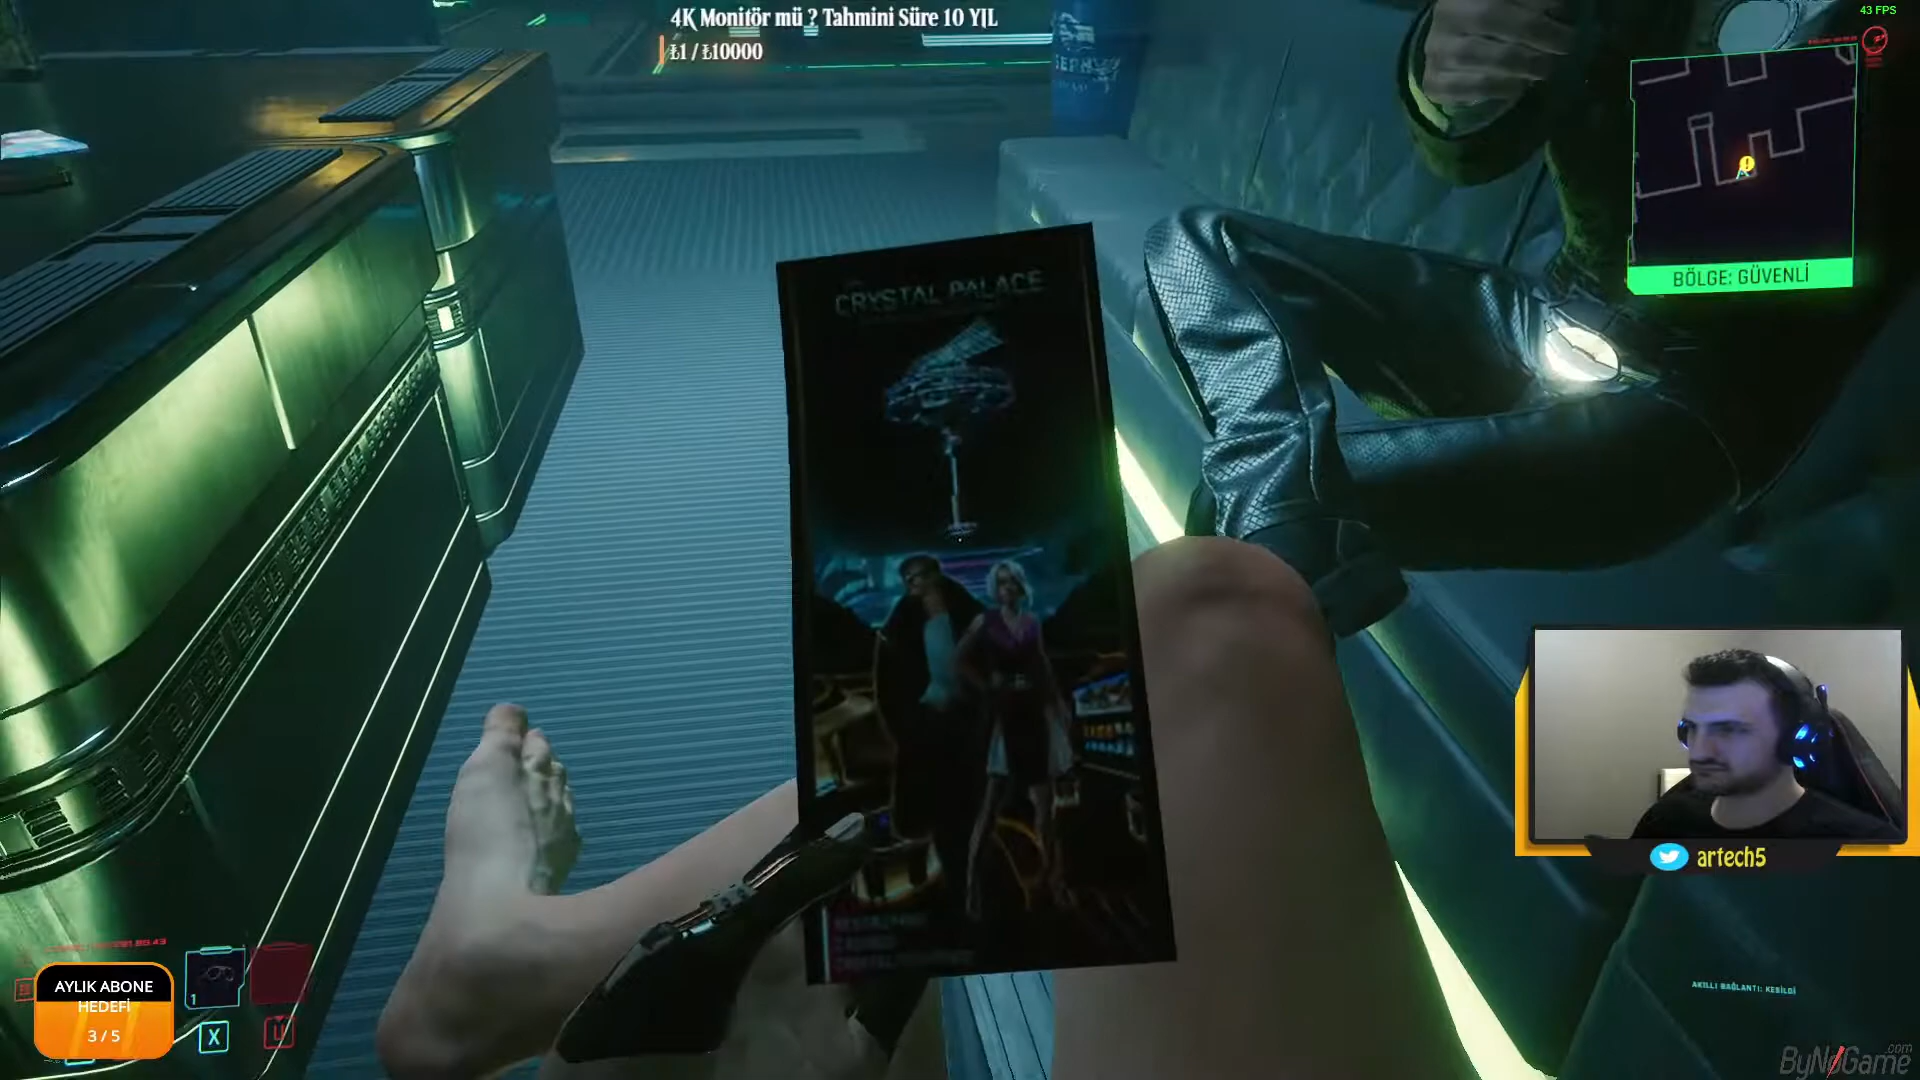 4K Monitör mü ? Tahmini Süre 10 YIL
₺1 / ₺10000
43 FPS
BÖLGE: GÜVENLİ
CRYSTAL PALACE
artech5
AYLIK ABONE
HEDEFİ
3 / 5
1
X
AKILLI BAĞLANTI: KESİLDİ
ByNoGame
.com